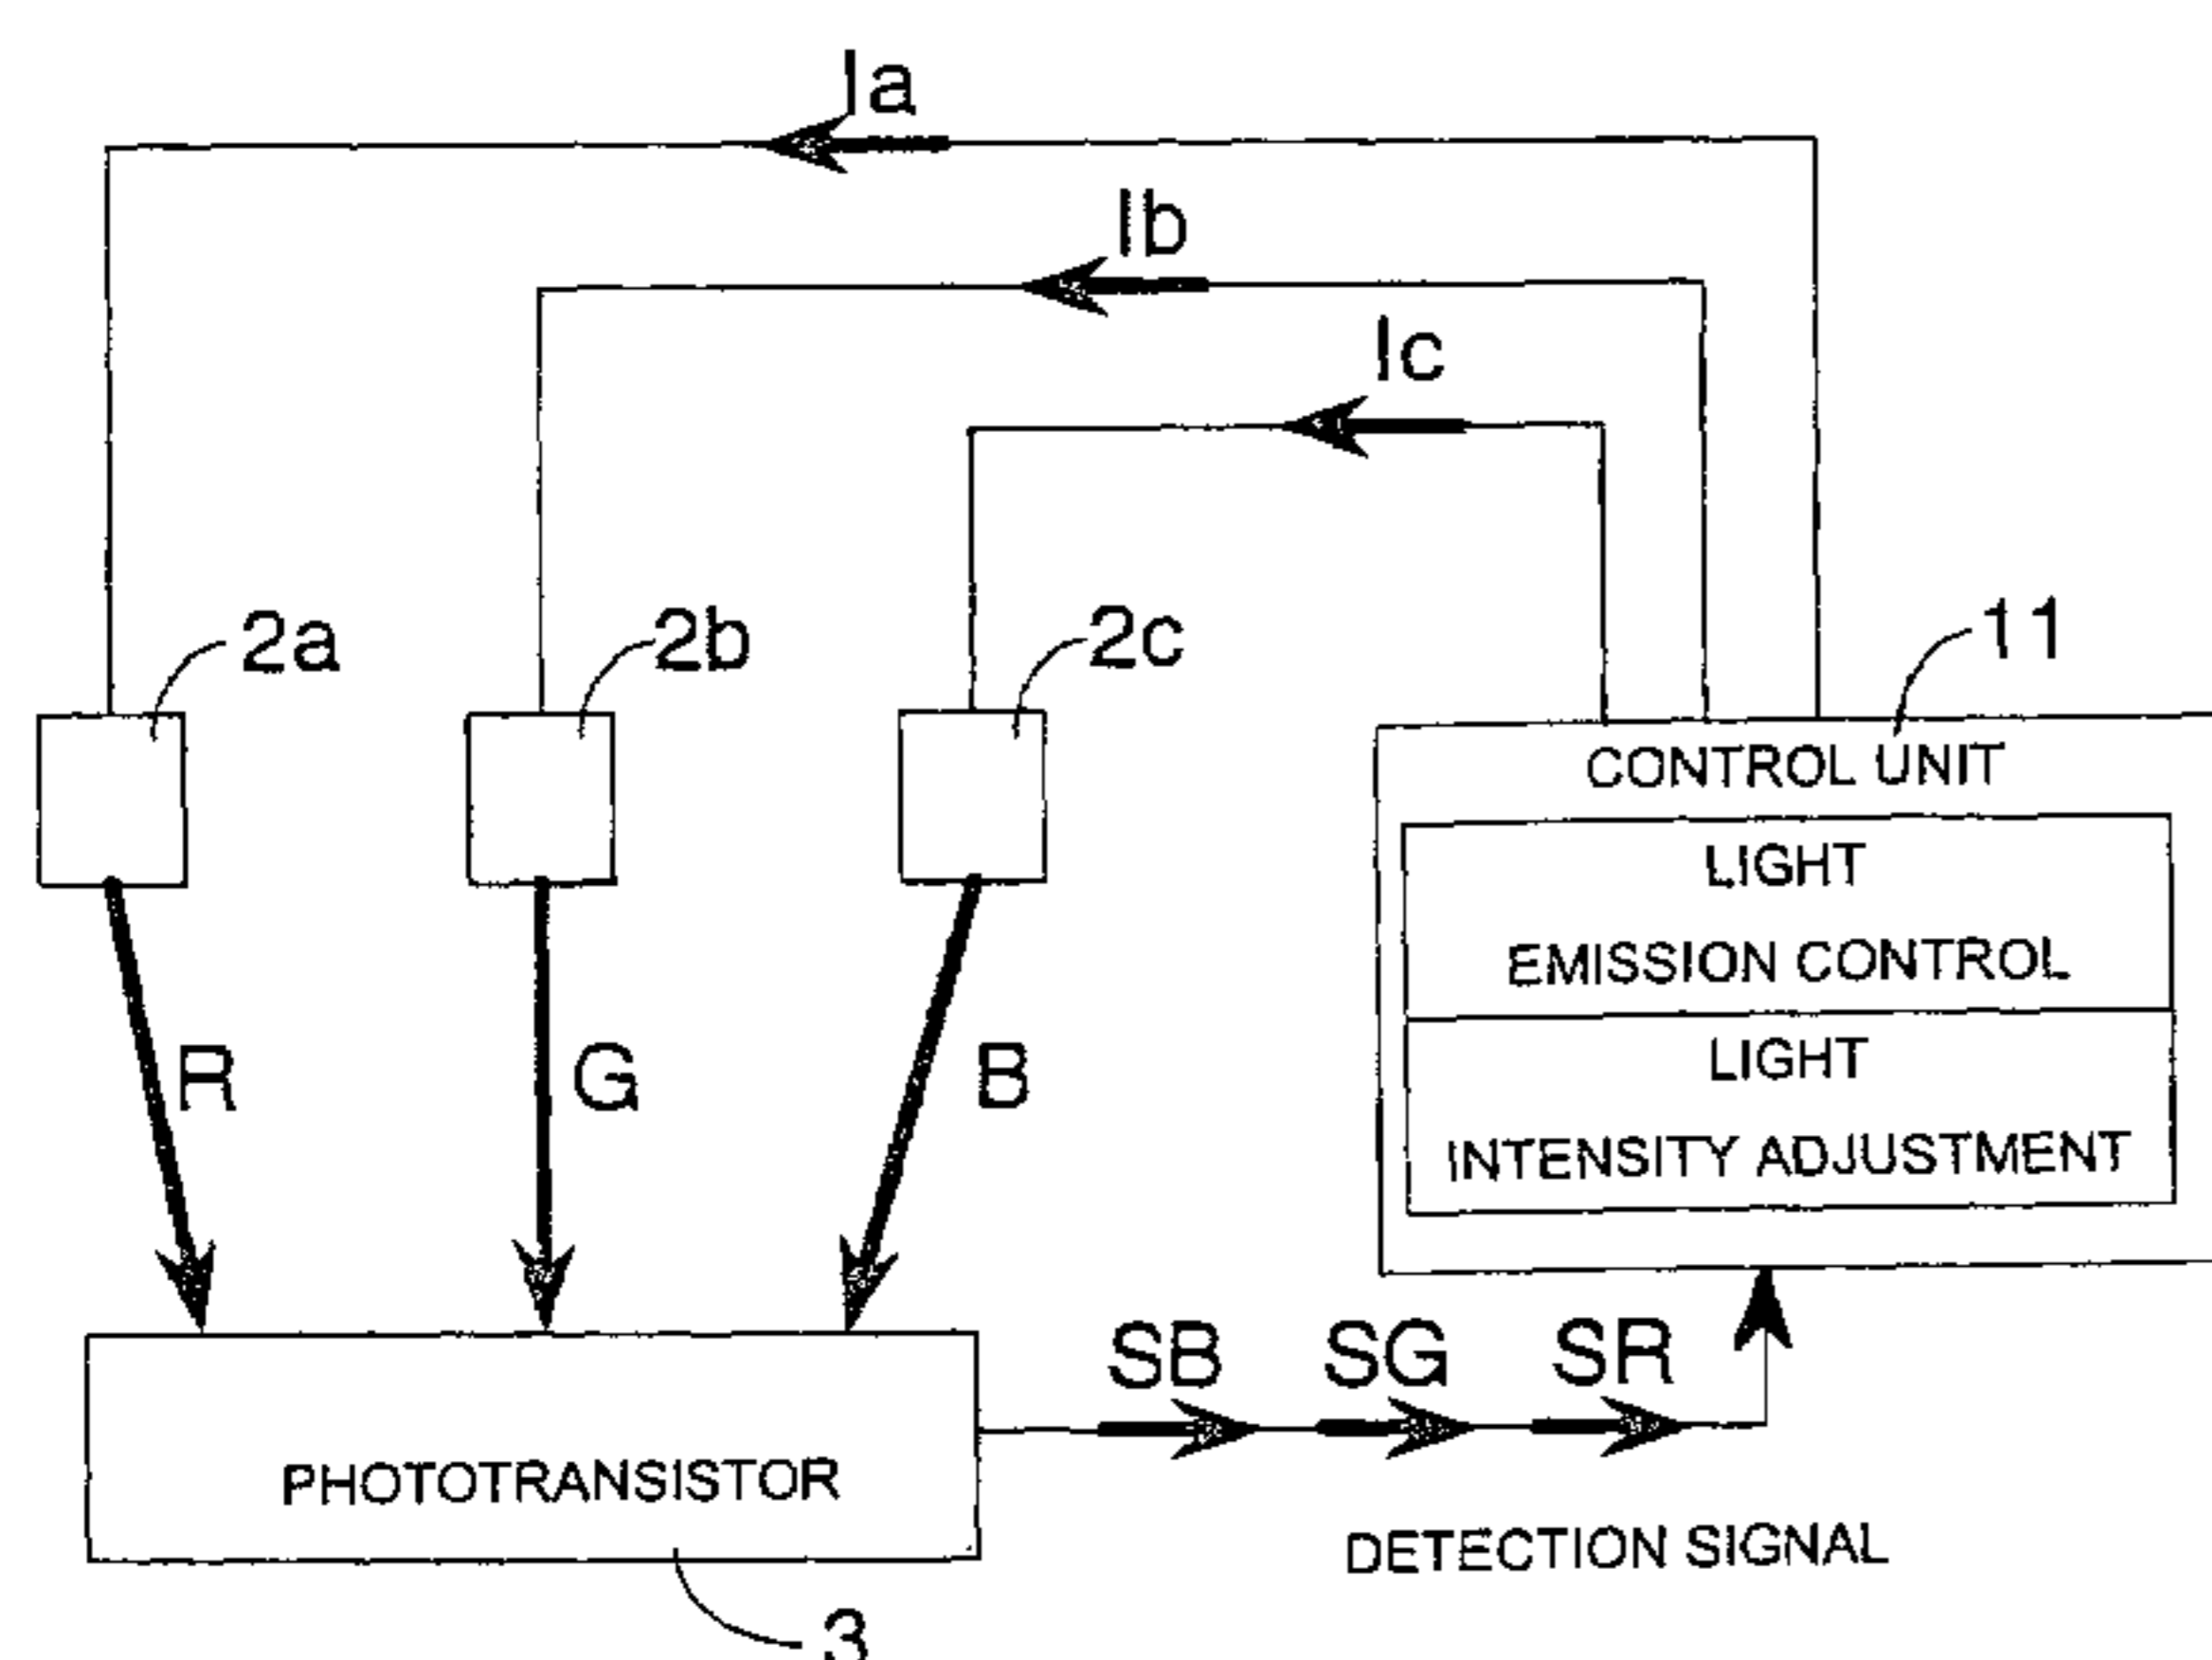 Ia
Ib
Ic
2a
2b
2c
11
CONTROL UNIT
LIGHT
EMISSION CONTROL
LIGHT
INTENSITY ADJUSTMENT
R
G
B
SB
SG
SR
PHOTOTRANSISTOR
DETECTION SIGNAL
3